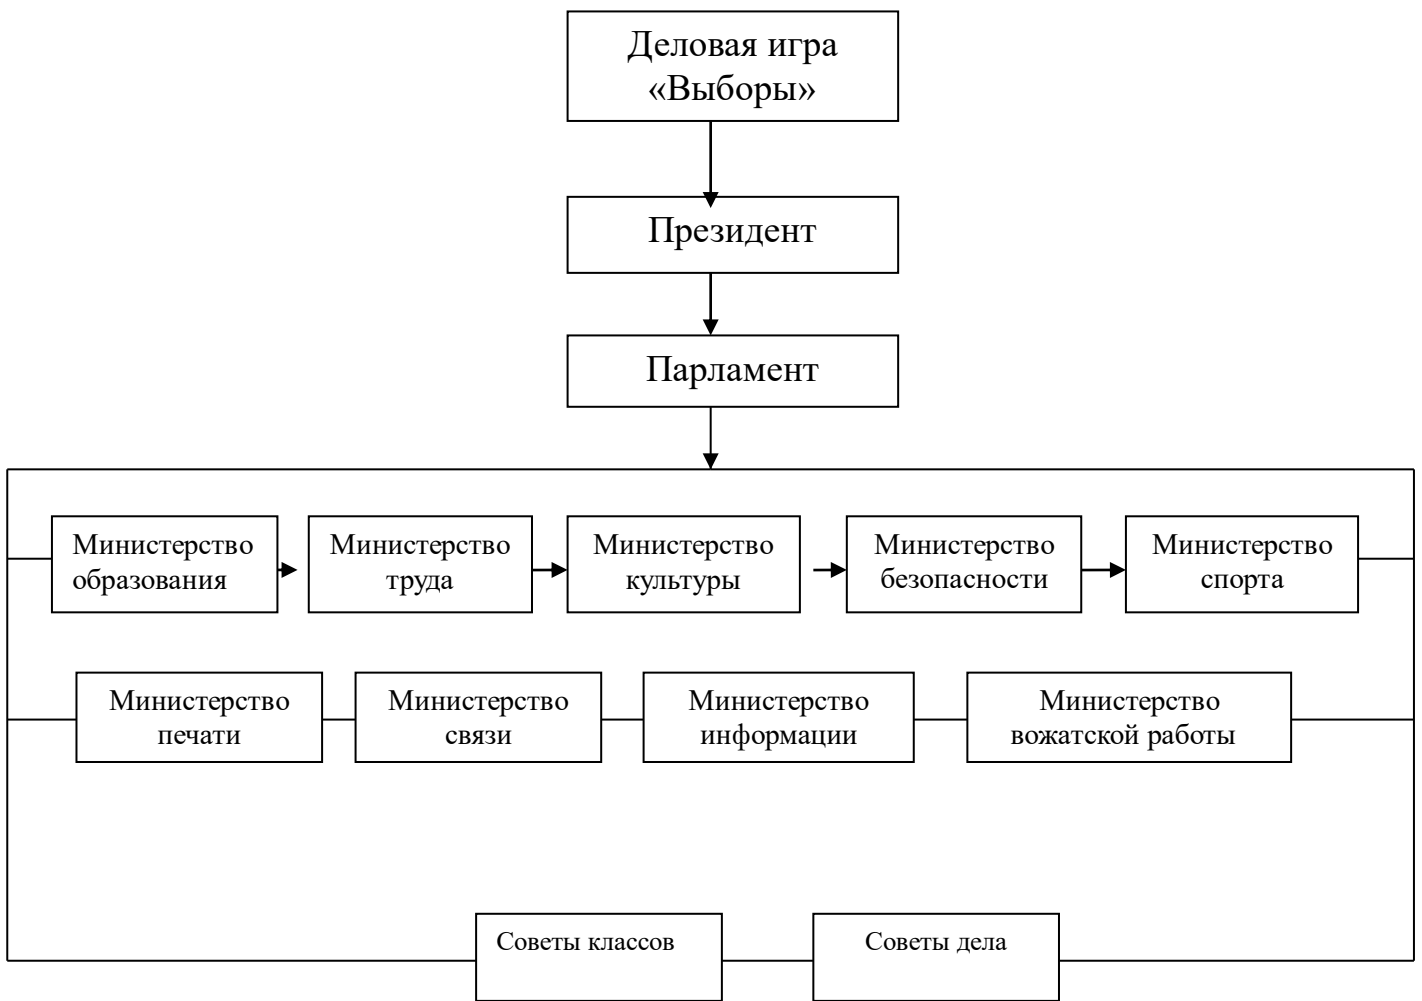 Деловая игра
«Выборы»
Президент
Парламент
Министерство
образования
Министерство
труда
Министерство
культуры
Министерство
безопасности
Министерство
спорта
Министерство
печати
Министерство
связи
Министерство
информации
Министерство
вожатской работы
Советы классов
Советы дела